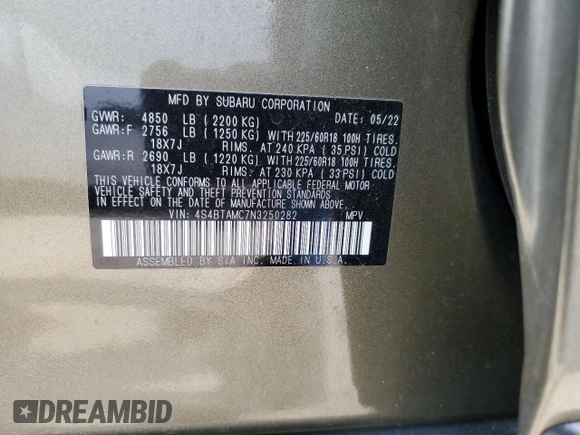 MFD BY SUBARU CORPORATION DATE: 05/22
GVWR: 4850 LB ( 2200 KG)
GAWR:F 2756 LB ( 1250 KG) WITH 225/60R18 100H TIRES.
18X7J RIMS. AT 240 KPA ( 35 PSI) COLD
GAWR:R 2690 LB ( 1220 KG) WITH 225/60R18 100H TIRES.
18X7J RIMS. AT 230 KPA ( 33 PSI) COLD
THIS VEHICLE CONFORMS TO ALL APPLICABLE FEDERAL MOTOR
VEHICLE SAFETY AND THEFT PREVENTION STANDARDS
IN EFFECT ON THE DATE OF MANUFACTURE SHOWN ABOVE.
VIN: 4S4BTAMC7N3250282 MPV
ASSEMBLED BY SIA INC. MADE IN U.S.A.
DREAMBID